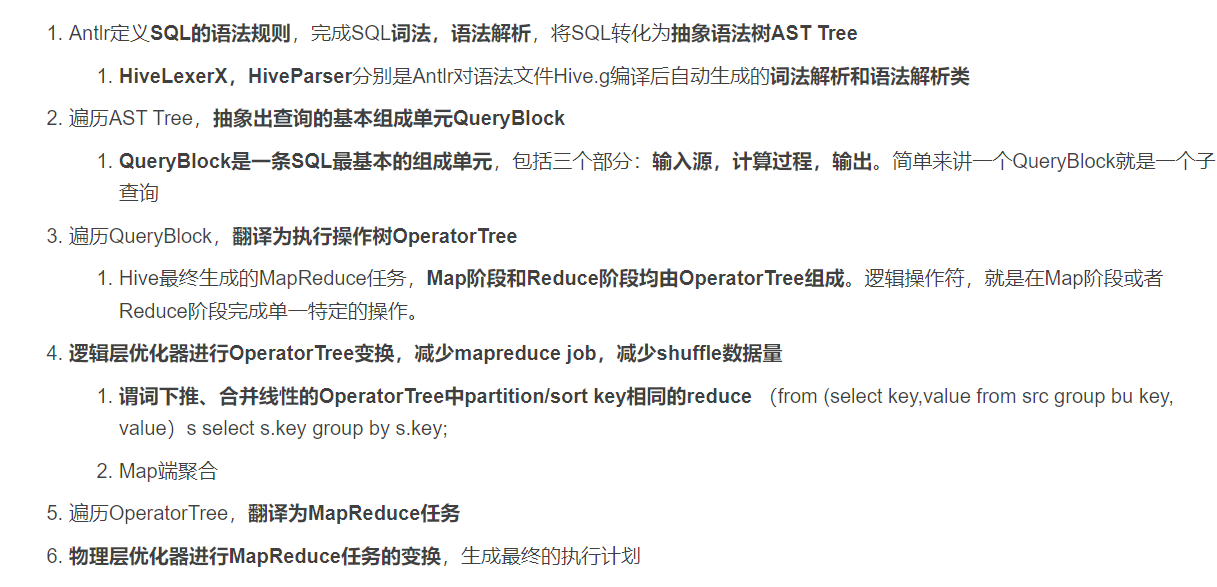 1. Antlr定义SQL的语法规则，完成SQL词法，语法解析，将SQL转化为抽象语法树AST Tree
1. HiveLexerX，HiveParser分别是Antlr对语法文件Hive.g编译后自动生成的词法解析和语法解析类
2. 遍历AST Tree，抽象出查询的基本组成单元QueryBlock
1. QueryBlock是一条SQL最基本的组成单元，包括三个部分：输入源，计算过程，输出。简单来讲一个QueryBlock就是一个子
查询
3. 遍历QueryBlock，翻译为执行操作树OperatorTree
1. Hive最终生成的MapReduce任务，Map阶段和Reduce阶段均由OperatorTree组成。逻辑操作符，就是在Map阶段或者
Reduce阶段完成单一特定的操作。
4. 逻辑层优化器进行OperatorTree变换，减少mapreduce job，减少shuffle数据量
1. 谓词下推、合并线性的OperatorTree中partition/sort key相同的reduce （from (select key,value from src group bu key,
value）s select s.key group by s.key;
2. Map端聚合
5. 遍历OperatorTree，翻译为MapReduce任务
6. 物理层优化器进行MapReduce任务的变换，生成最终的执行计划